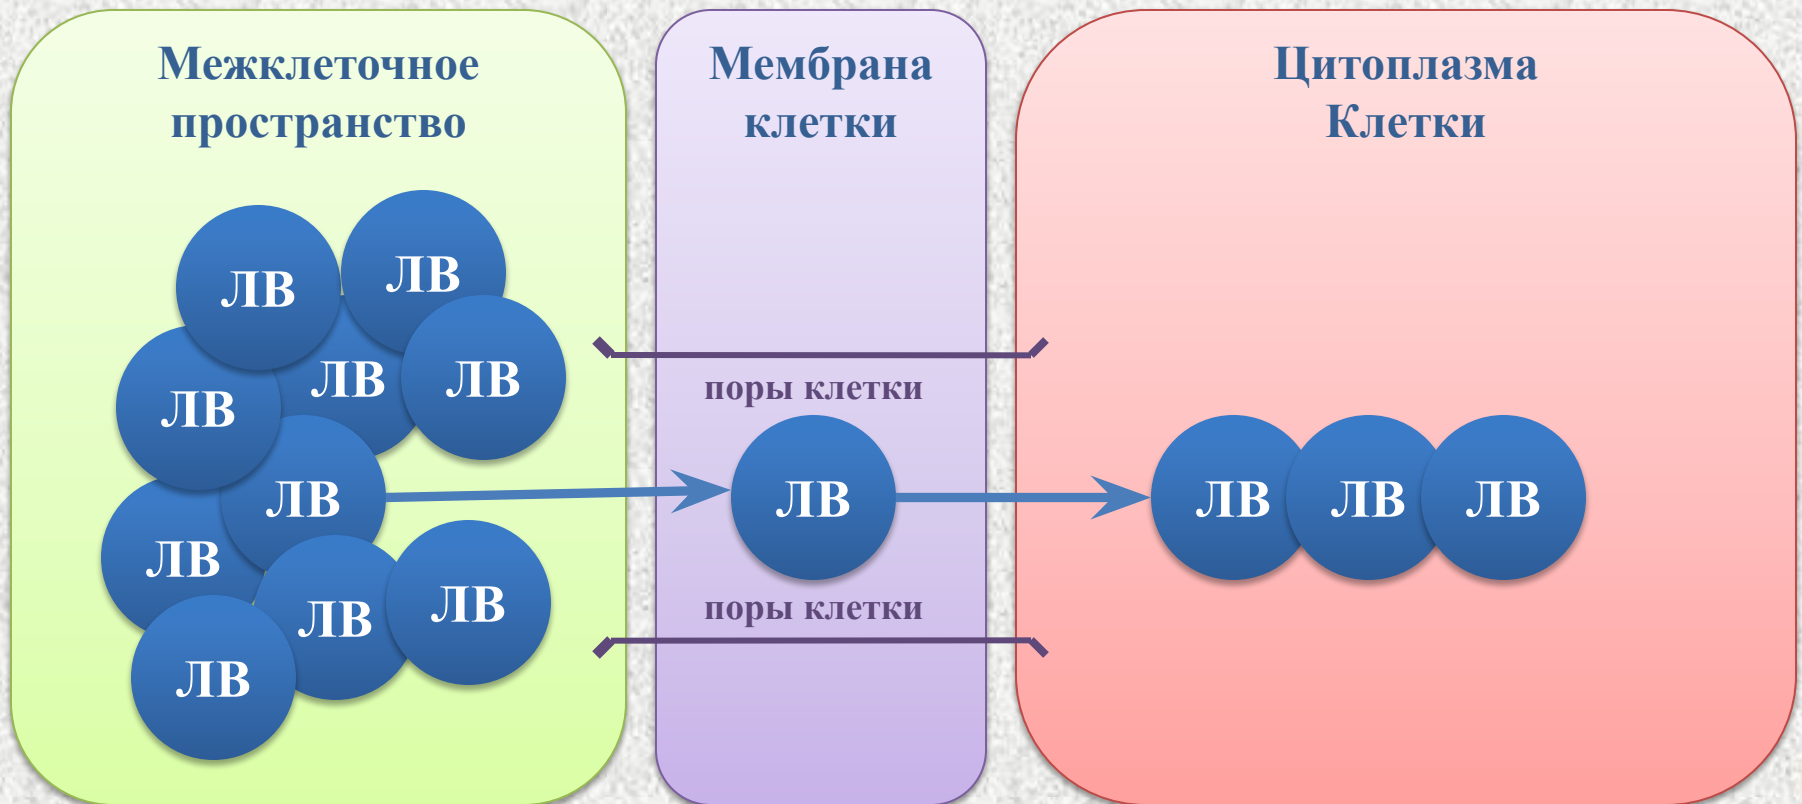 Межклеточное
пространство
Мембрана
клетки
Цитоплазма
Клетки
ЛВ
ЛВ
ЛВ
ЛВ
ЛВ
поры клетки
ЛВ
ЛВ
ЛВ
ЛВ
ЛВ
ЛВ
ЛВ
ЛВ
ЛВ
поры клетки